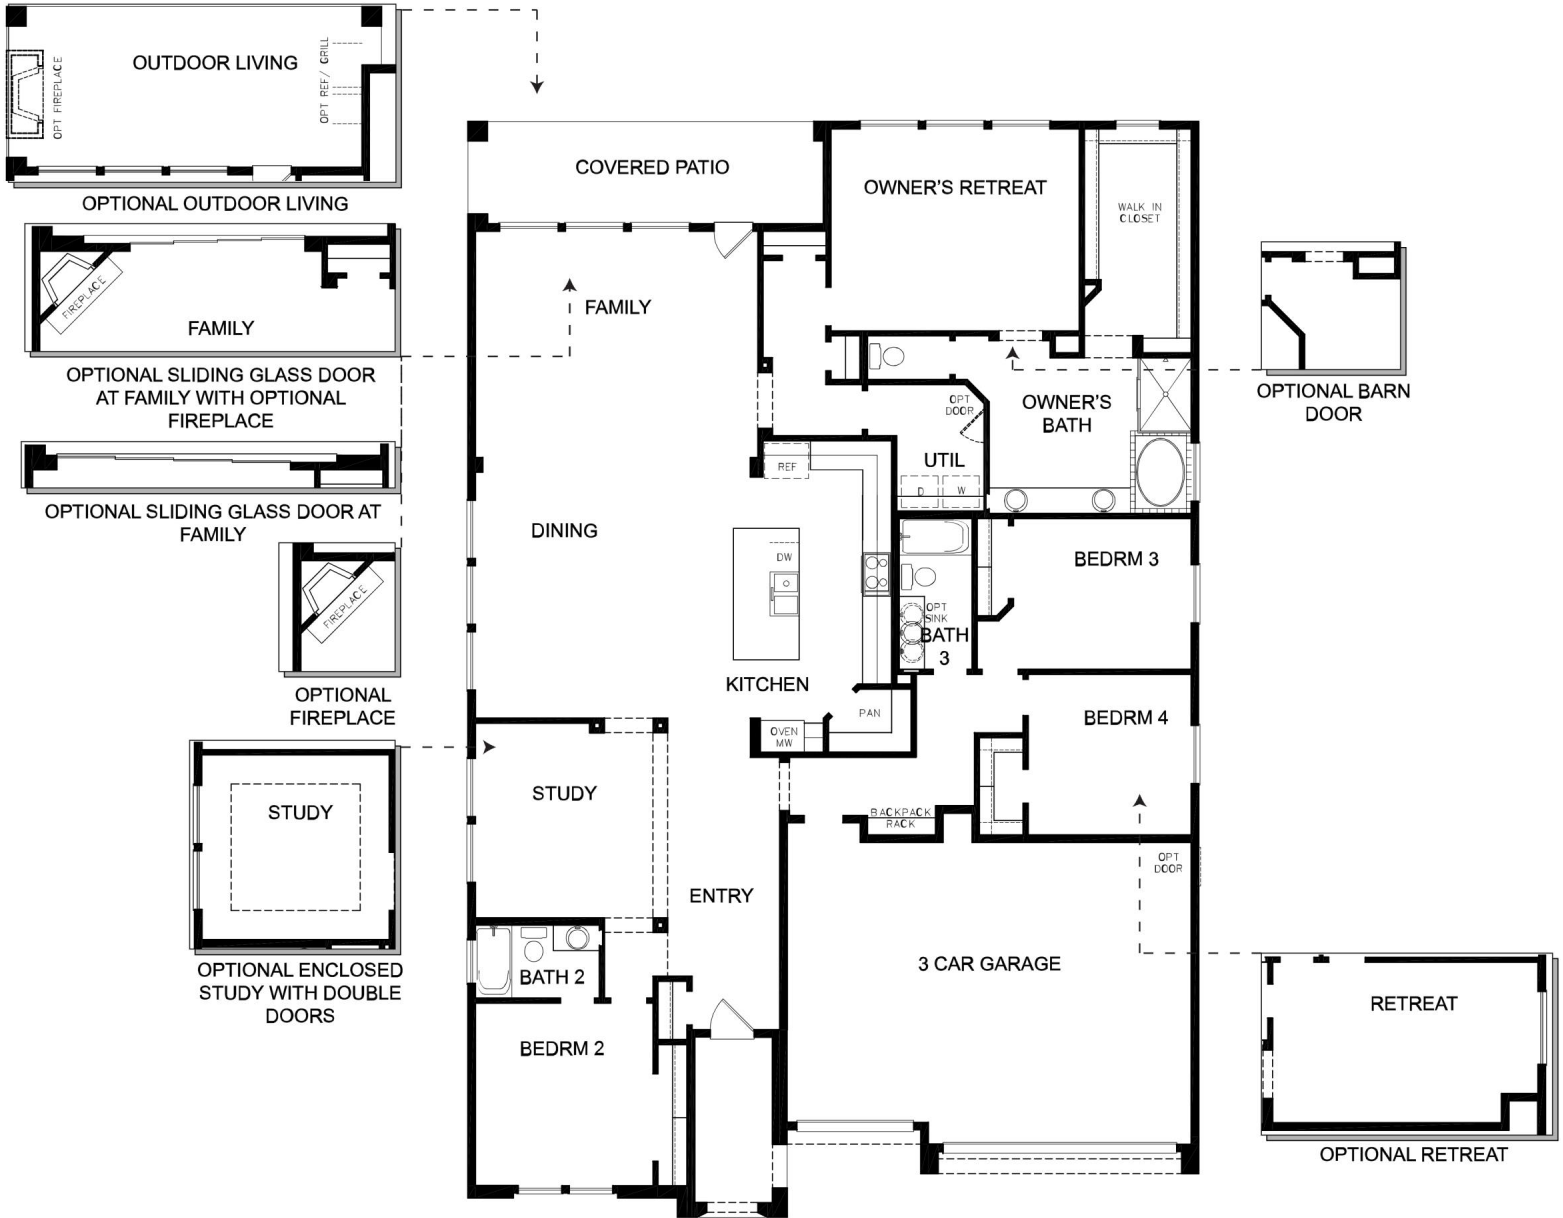 OUTDOOR LIVING
OPT FIREPLACE
OPT REF/ GRILL
OPTIONAL OUTDOOR LIVING
FIREPLACE
FAMILY
OPTIONAL SLIDING GLASS DOOR
AT FAMILY WITH OPTIONAL
FIREPLACE
OPTIONAL SLIDING GLASS DOOR AT
FAMILY
FIREPLACE
OPTIONAL
FIREPLACE
STUDY
OPTIONAL ENCLOSED
STUDY WITH DOUBLE
DOORS
COVERED PATIO
OWNER'S RETREAT
WALK IN
CLOSET
FAMILY
OPT
DOOR
OWNER'S
BATH
UTIL
REF
D
W
DINING
DW
BEDRM 3
OPT
SINK
BATH
3
KITCHEN
PAN
OVEN
MW
BEDRM 4
STUDY
BACKPACK
RACK
OPT
DOOR
ENTRY
3 CAR GARAGE
BATH 2
BEDRM 2
OPTIONAL BARN
DOOR
RETREAT
OPTIONAL RETREAT